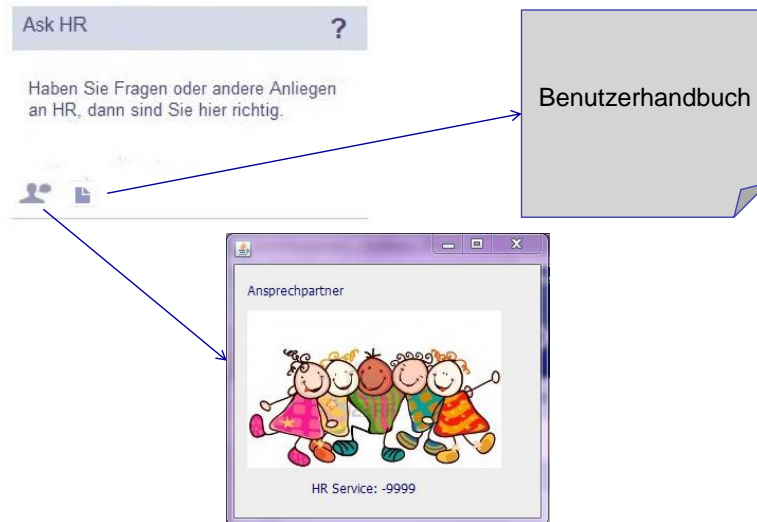 Ask HR
?
Haben Sie Fragen oder andere Anliegen
an HR, dann sind Sie hier richtig.
Benutzerhandbuch
Ansprechpartner
HR Service: -9999